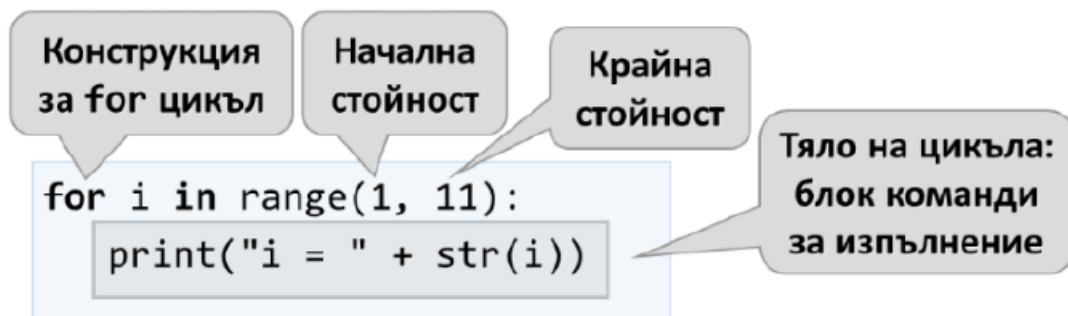 Конструкция
за for цикъл
Начална
стойност
Крайна
стойност
Тяло на цикъла:
блок команди
за изпълнение
for i in range(1, 11):
print("i = " + str(i))